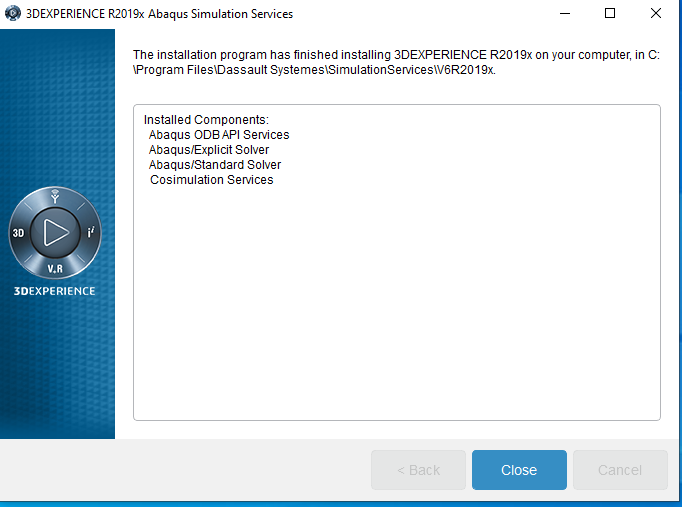 3DEXPERIENCE R2019x Abaqus Simulation Services
The installation program has finished installing 3DEXPERIENCE R2019x on your computer, in C:
\Program Files\Dassault Systemes\SimulationServices\V6R2019x.
Installed Components:
Abaqus ODB API Services
Abaqus/Explicit Solver
Abaqus/Standard Solver
Cosimulation Services
3D
i²
V.R
3DEXPERIENCE
< Back
Close
Cancel